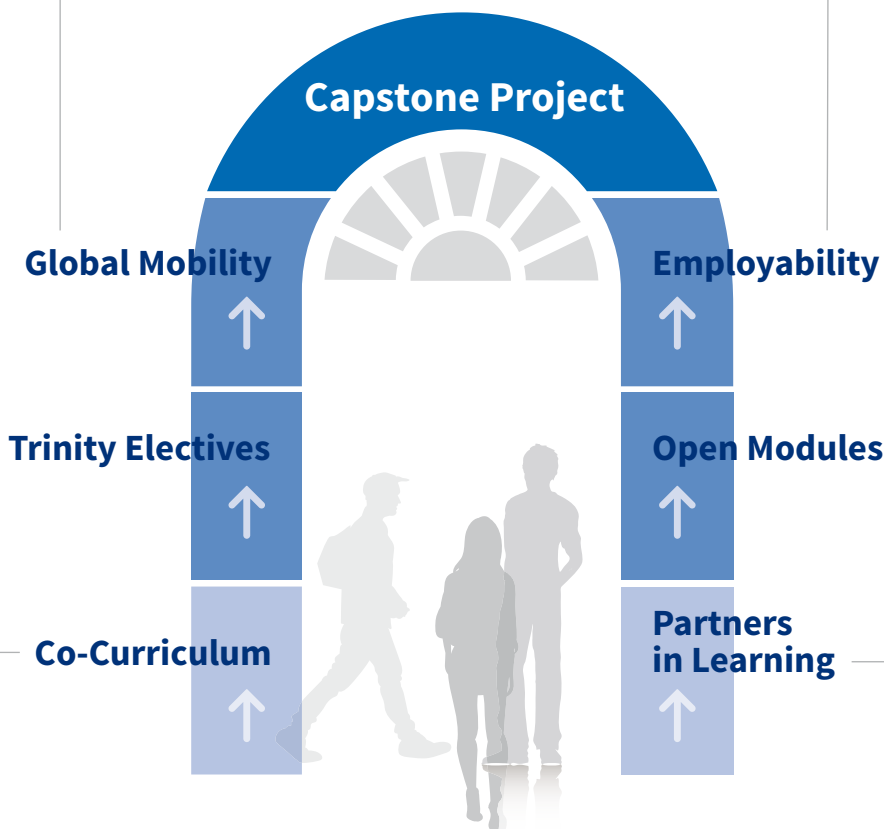 Capstone Project
Global Mobility
Employability
Trinity Electives
Open Modules
Co-Curriculum
Partners
in Learning